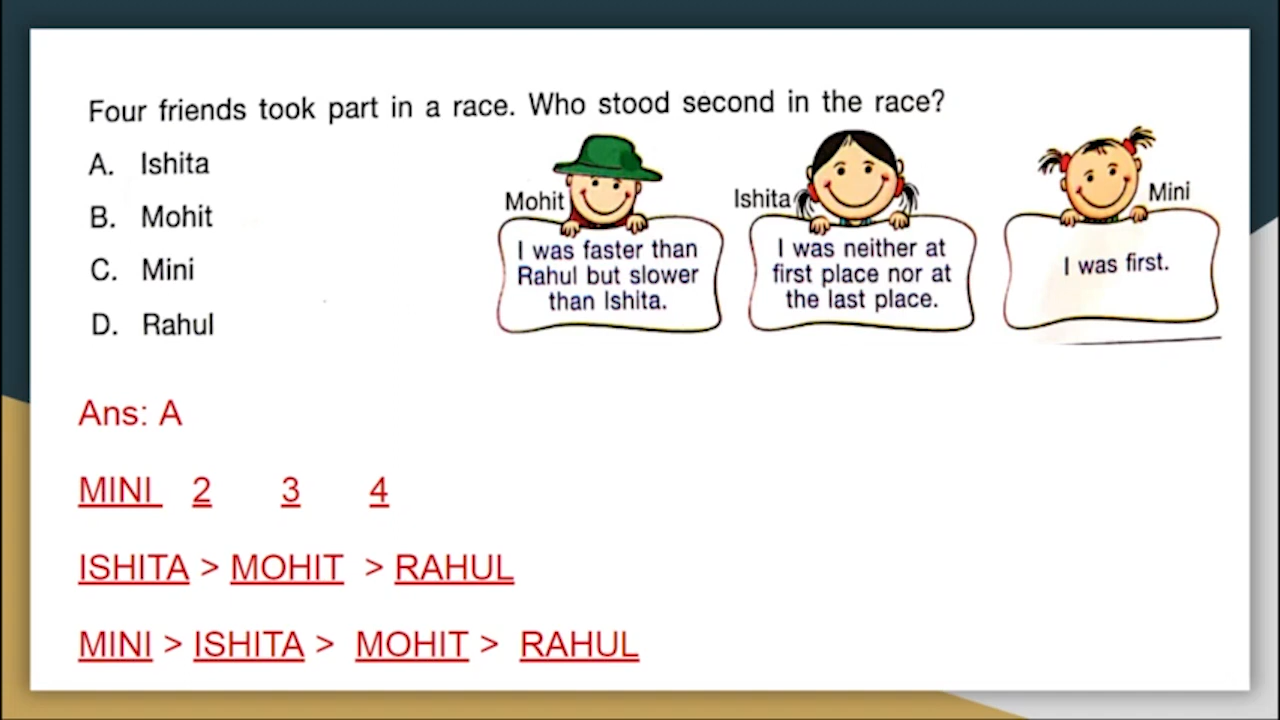 Four friends took part in a race. Who stood second in the race?
A. Ishita
B. Mohit
C. Mini
D. Rahul
Mohit
I was faster than
Rahul but slower
than Ishita.
Ishita
I was neither at
first place nor at
the last place.
Mini
I was first.
Ans: A
MINI 2 3 4
ISHITA > MOHIT > RAHUL
MINI > ISHITA > MOHIT > RAHUL